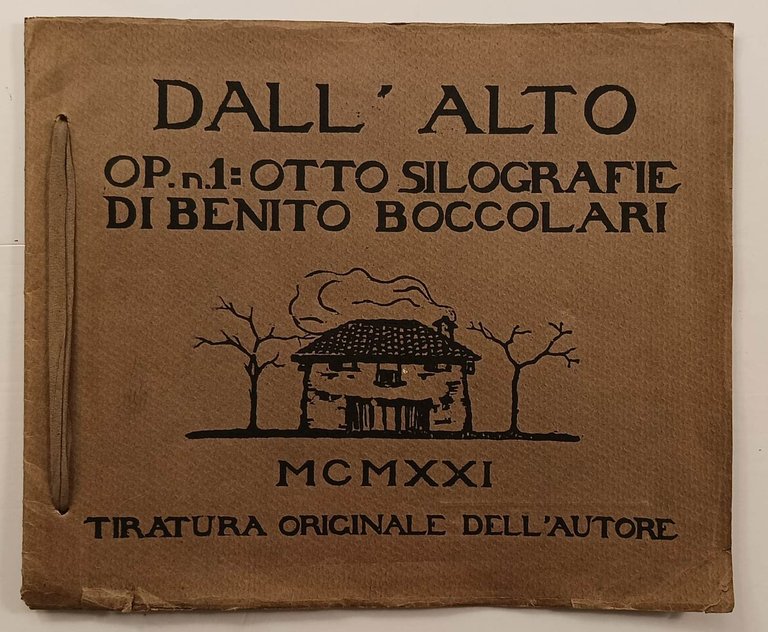 DALL' ALTO
OP. n. 1: OTTO SILOGRAFIE
DI BENITO BOCCOLARI
MCMXXI
TIRATURA ORIGINALE DELL'AUTORE